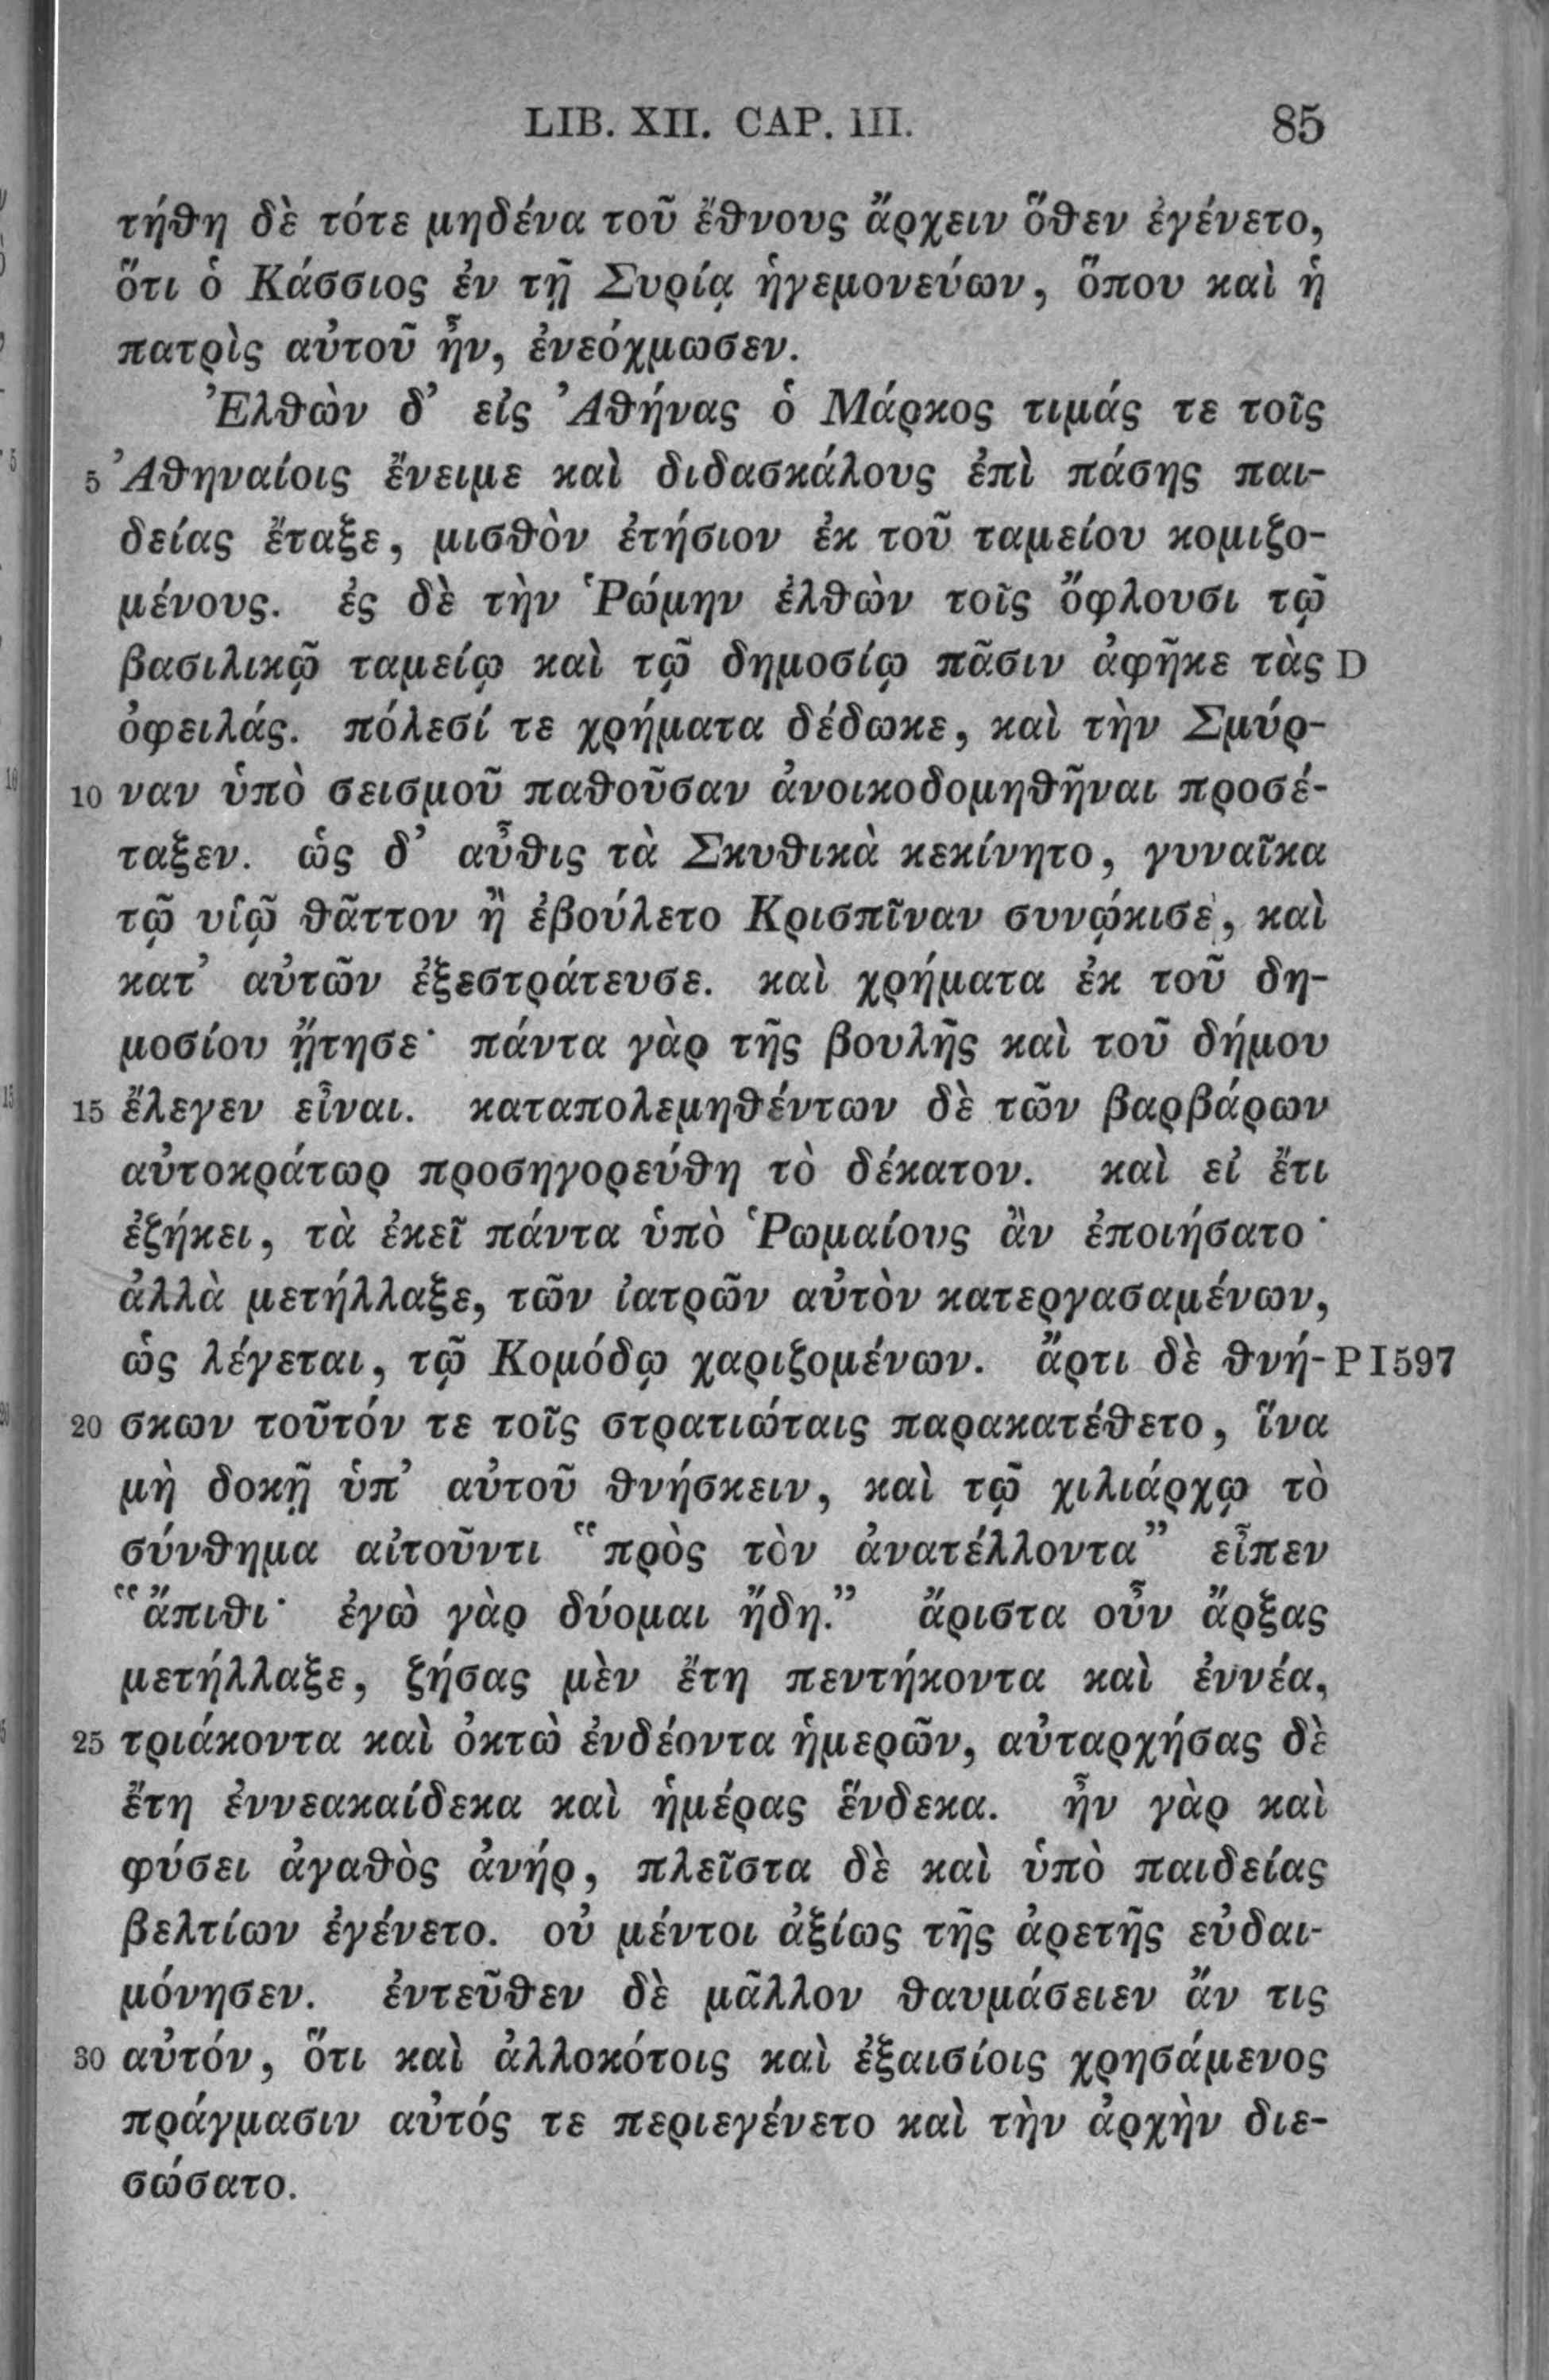 LIB. XII. CAP. III. 85
τήθη δὲ τότε μηδένα τοῦ ἔθνους ἄρχειν ὅθεν ἐγένετο,
ὅτι ὁ Κάσσιος ἐν τῇ Συρίᾳ ἡγεμονεύων, ὅπου καὶ ἡ
πατρὶς αὐτοῦ ἦν, ἐνεόχμωσεν.
Ἐλθὼν δ’ εἰς Ἀθήνας ὁ Μάρκος τιμάς τε τοῖς
5 Ἀθηναίοις ἔνειμε καὶ διδασκάλους ἐπὶ πάσης παι-
δείας ἔταξε, μισθὸν ἐτήσιον ἐκ τοῦ ταμείου κομιζο-
μένους. ἐς δὲ τὴν Ῥώμην ἐλθὼν τοῖς ὄφλουσι τῷ
βασιλικῷ ταμείῳ καὶ τῷ δημοσίῳ πᾶσιν ἀφῆκε τὰς D
ὀφειλάς. πόλεσί τε χρήματα δέδωκε, καὶ τὴν Σμύρ-
10 ναν ὑπὸ σεισμοῦ παθοῦσαν ἀνοικοδομηθῆναι προσέ-
ταξεν. ὡς δ’ αὖθις τὰ Σκυθικὰ κεκίνητο, γυναῖκα
τῷ υἱῷ θᾶττον ἢ ἐβούλετο Κρισπῖναν συνῴκισε, καὶ
κατ’ αὐτῶν ἐξεστράτευσε. καὶ χρήματα ἐκ τοῦ δη-
μοσίου ᾔτησε· πάντα γὰρ τῆς βουλῆς καὶ τοῦ δήμου
15 ἔλεγεν εἶναι. καταπολεμηθέντων δὲ τῶν βαρβάρων
αὐτοκράτωρ προσηγορεύθη τὸ δέκατον. καὶ εἰ ἔτι
ἐζήκει, τὰ ἐκεῖ πάντα ὑπὸ Ῥωμαίους ἂν ἐποιήσατο·
ἀλλὰ μετήλλαξε, τῶν ἰατρῶν αὐτὸν κατεργασαμένων,
ὡς λέγεται, τῷ Κομόδῳ χαριζομένων. ἄρτι δὲ θνή- P I 597
20 σκων τοῦτόν τε τοῖς στρατιώταις παρακατέθετο, ἵνα
μὴ δοκῇ ὑπ’ αὐτοῦ θνήσκειν, καὶ τῷ χιλιάρχῳ τὸ
σύνθημα αἰτοῦντι “πρὸς τὸν ἀνατέλλοντα” εἶπεν
“ἄπιθι· ἐγὼ γὰρ δύομαι ἤδη.” ἄριστα οὖν ἄρξας
μετήλλαξε, ζήσας μὲν ἔτη πεντήκοντα καὶ ἐννέα,
25 τριάκοντα καὶ ὀκτὼ ἐνδέοντα ἡμερῶν, αὐταρχήσας δὲ
ἔτη ἐννεακαίδεκα καὶ ἡμέρας ἕνδεκα. ἦν γὰρ καὶ
φύσει ἀγαθὸς ἀνήρ, πλεῖστα δὲ καὶ ὑπὸ παιδείας
βελτίων ἐγένετο. οὐ μέντοι ἀξίως τῆς ἀρετῆς εὐδαι-
μόνησεν. ἐντεῦθεν δὲ μᾶλλον θαυμάσειεν ἄν τις
30 αὐτόν, ὅτι καὶ ἀλλοκότοις καὶ ἐξαισίοις χρησάμενος
πράγμασιν αὐτός τε περιεγένετο καὶ τὴν ἀρχὴν διε-
σώσατο.